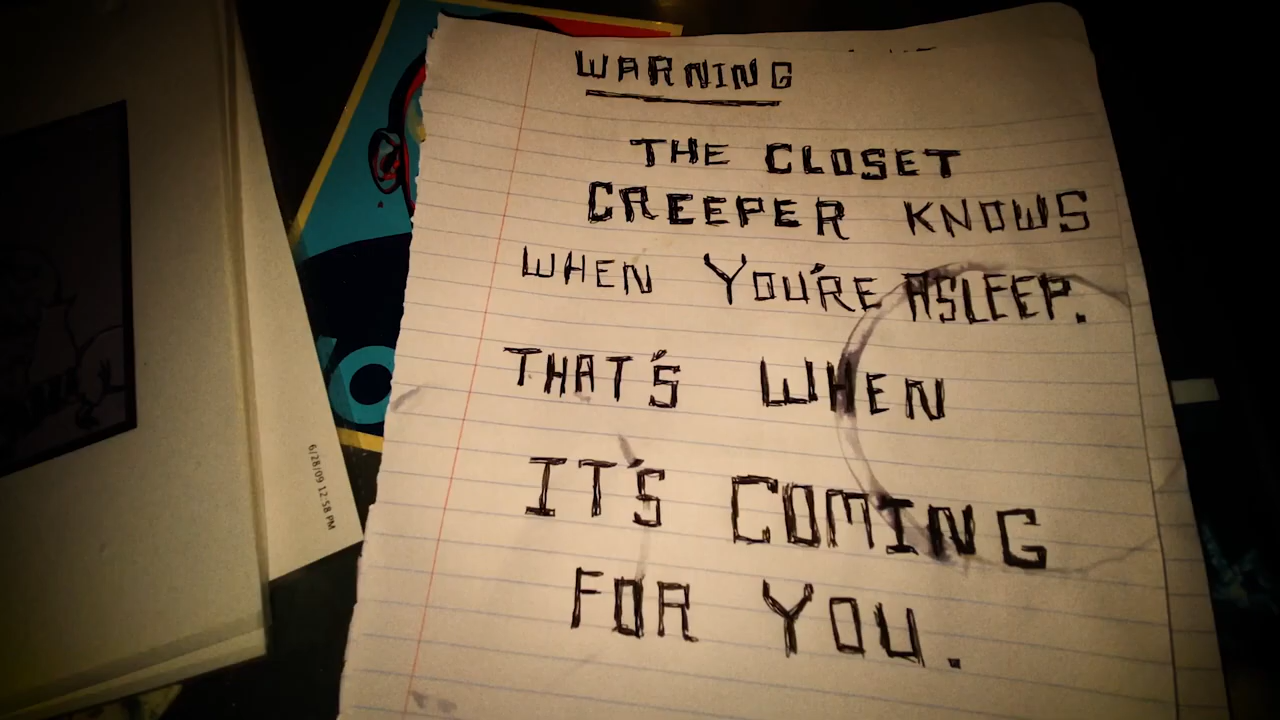 WARNING
THE CLOSET
CREEPER KNOWS
WHEN YOU'RE ASLEEP.
THAT'S WHEN
IT'S COMING
FOR YOU.
6/28/09 12:58 PM